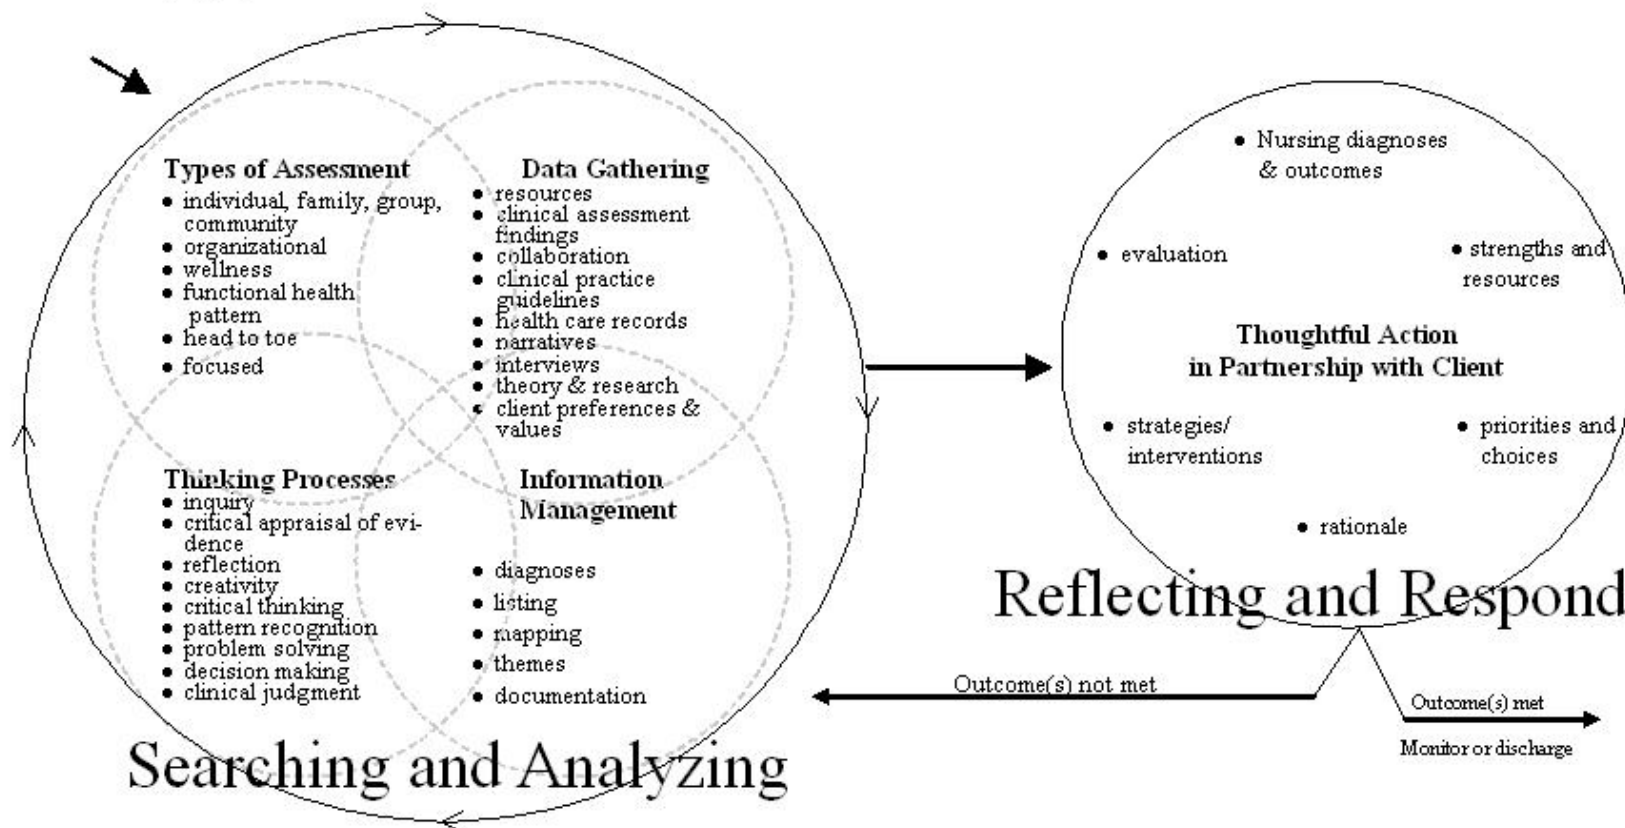 Types of Assessment
• individual, family, group,
community
• organizational
• wellness
• functional health
pattern
• head to toe
• focused
Data Gathering
• resources
• clinical assessment
findings
• collaboration
• clinical practice
guidelines
• health care records
• narratives
• interviews
• theory & research
• client preferences &
values
Thinking Processes
• inquiry
• critical appraisal of evi-
dence
• reflection
• creativity
• critical thinking
• pattern recognition
• problem solving
• decision making
• clinical judgment
Information
Management
• diagnoses
• listing
• mapping
• themes
• documentation
Searching and Analyzing
• Nursing diagnoses
& outcomes
• evaluation
• strengths and
resources
Thoughtful Action
in Partnership with Client
• strategies/
interventions
• priorities and
choices
• rationale
Reflecting and Respond
Outcome(s) not met
Outcome(s) met
Monitor or discharge